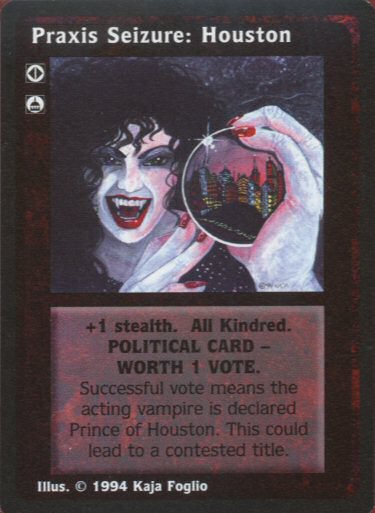 Praxis Seizure: Houston
+1 stealth. All Kindred.
POLITICAL CARD –
WORTH 1 VOTE.
Successful vote means the
acting vampire is declared
Prince of Houston. This could
lead to a contested title.
Illus. © 1994 Kaja Foglio